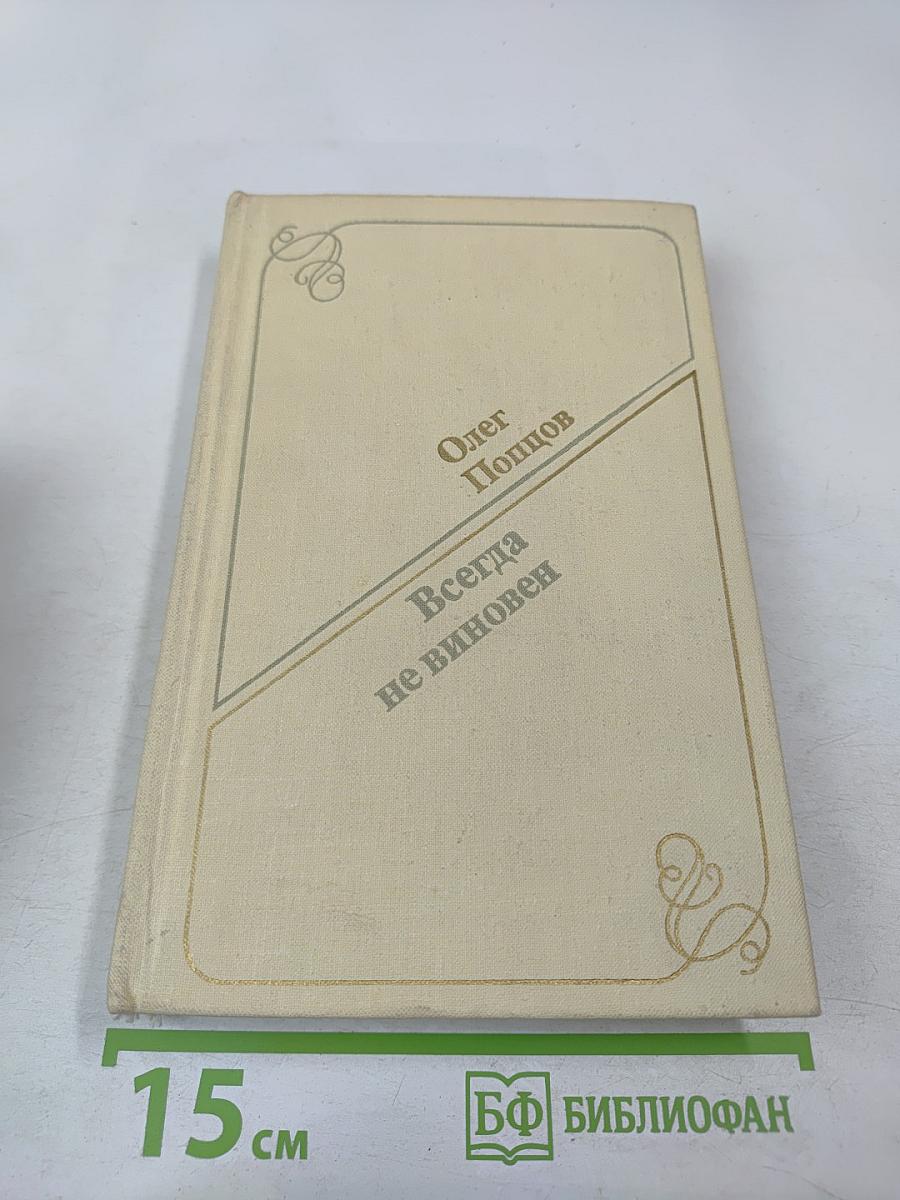 Олег
Попцов
Всегда
не виновен
15 см
БФ БИБЛИОФАН